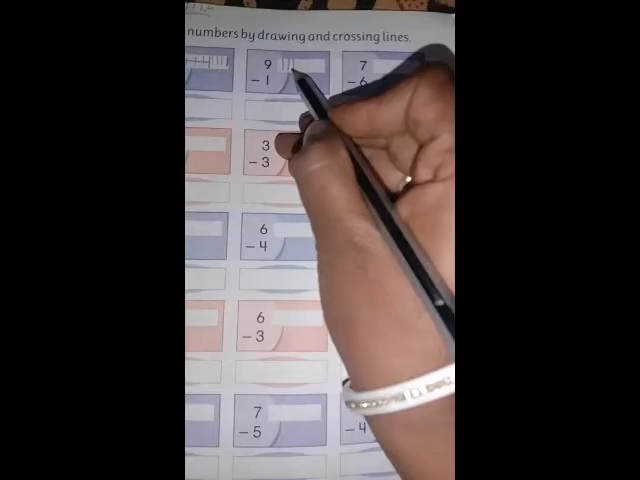 numbers by drawing and crossing lines.
9 7
- 1 - 6
3
- 3
6
- 4
6
- 3
7
- 5 - 4